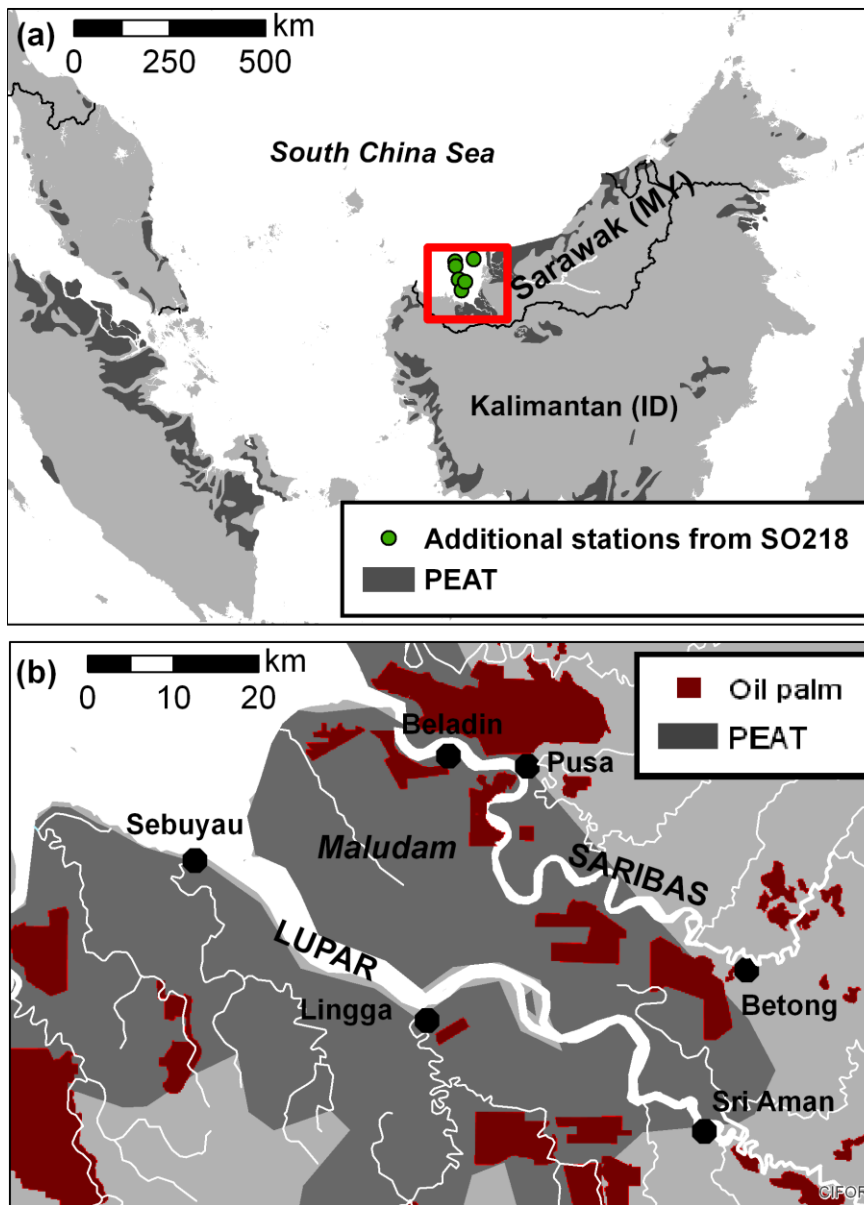 (a)
km
0 250 500
South China Sea
Sarawak (MY)
Kalimantan (ID)
Additional stations from SO218
PEAT
(b)
km
0 10 20
Oil palm
PEAT
Beladin
Pusa
Sebuyau
Maludam
SARIBAS
LUPAR
Lingga
Betong
Sri Aman
CIFOR